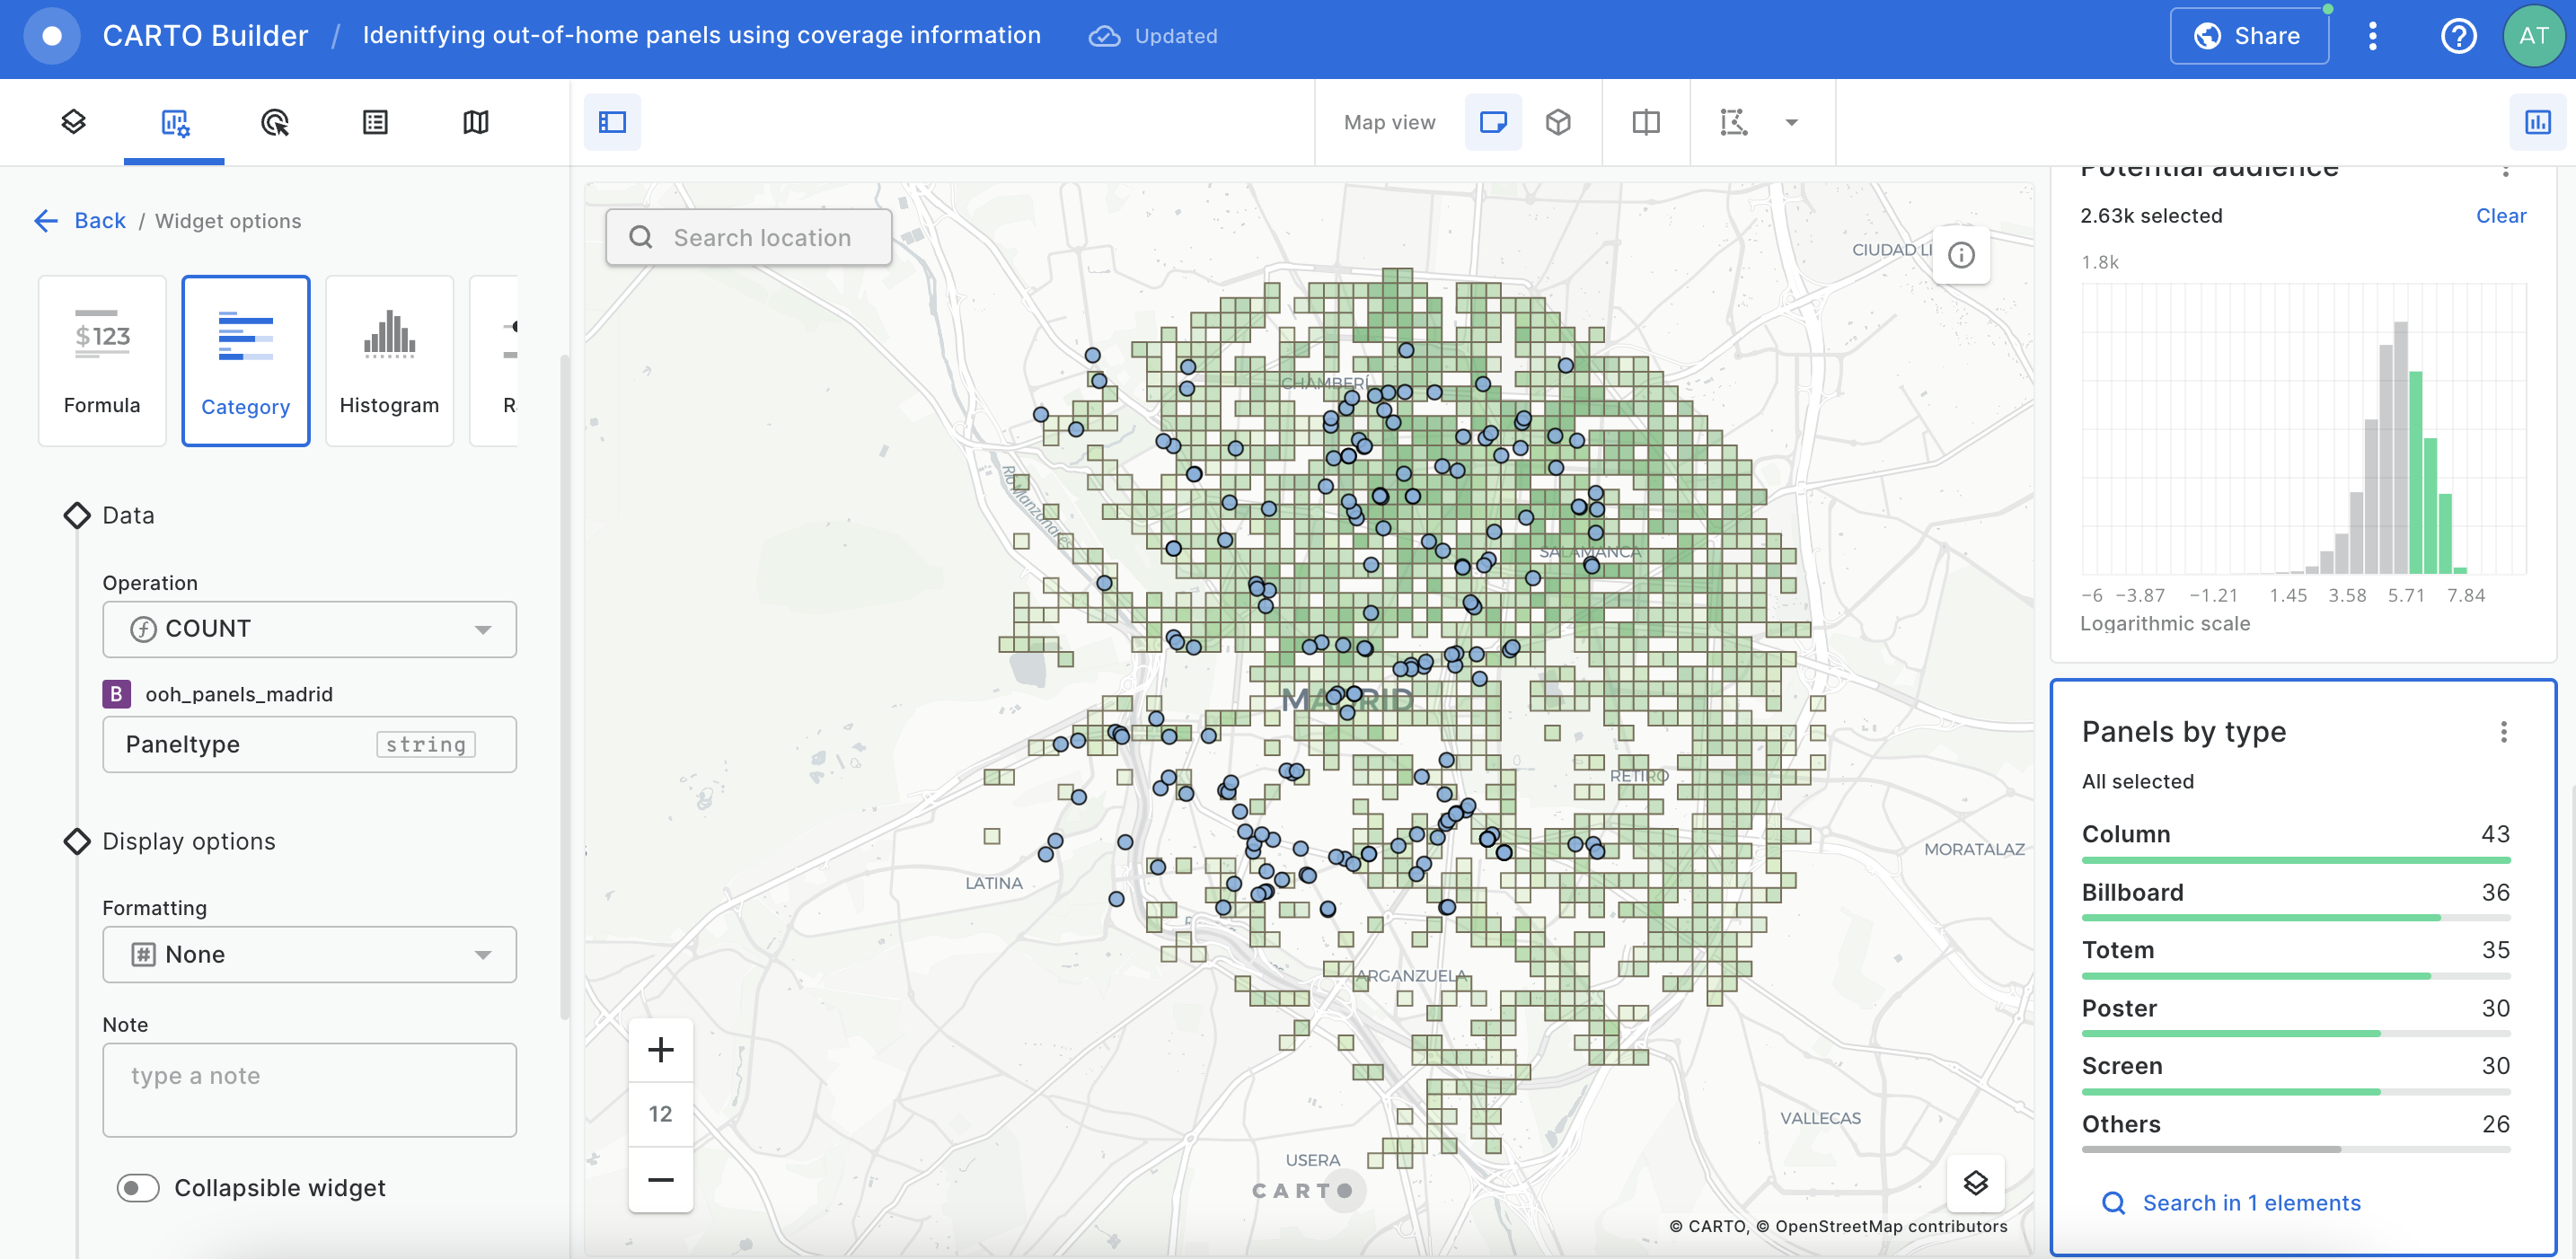 CARTO Builder / Idenitfying out-of-home panels using coverage information Updated
Share
AT
Map view
Back / Widget options
$123
Formula
Category
Histogram
R
Data
Operation
COUNT
B ooh_panels_madrid
Paneltype string
Display options
Formatting
None
Note
type a note
Collapsible widget
Search location
CIUDAD LI
CHAMBERÍ
Río Manzanares
SALAMANCA
MADRID
RETIRO
MORATALAZ
LATINA
ARGANZUELA
VALLECAS
USERA
CARTO
12
© CARTO, © OpenStreetMap contributors
Potential audience
2.63k selected
Clear
1.8k
−6 −3.87 −1.21 1.45 3.58 5.71 7.84
Logarithmic scale
Panels by type
All selected
Column 43
Billboard 36
Totem 35
Poster 30
Screen 30
Others 26
Search in 1 elements